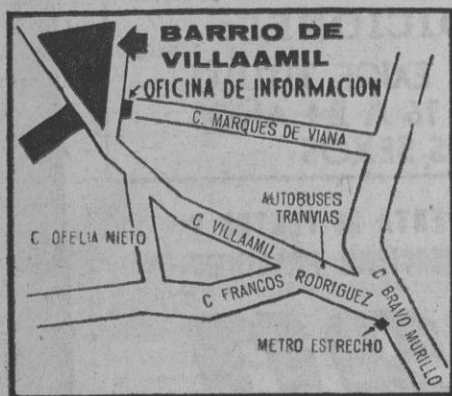 BARRIO DE
VILLAAMIL
OFICINA DE INFORMACION
C. MARQUES DE VIANA
AUTOBUSES
TRANVIAS
C OFELIA NIETO
C VILLAAMIL
C FRANCOS RODRIGUEZ
C BRAVO MURILLO
METRO ESTRECHO